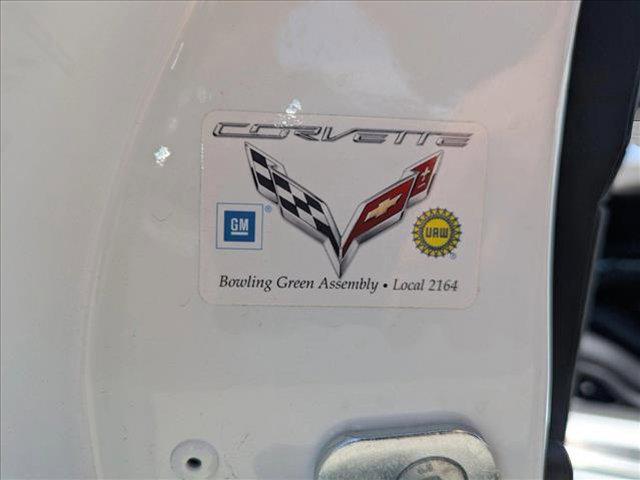 CORVETTE
GM
UAW
Bowling Green Assembly • Local 2164